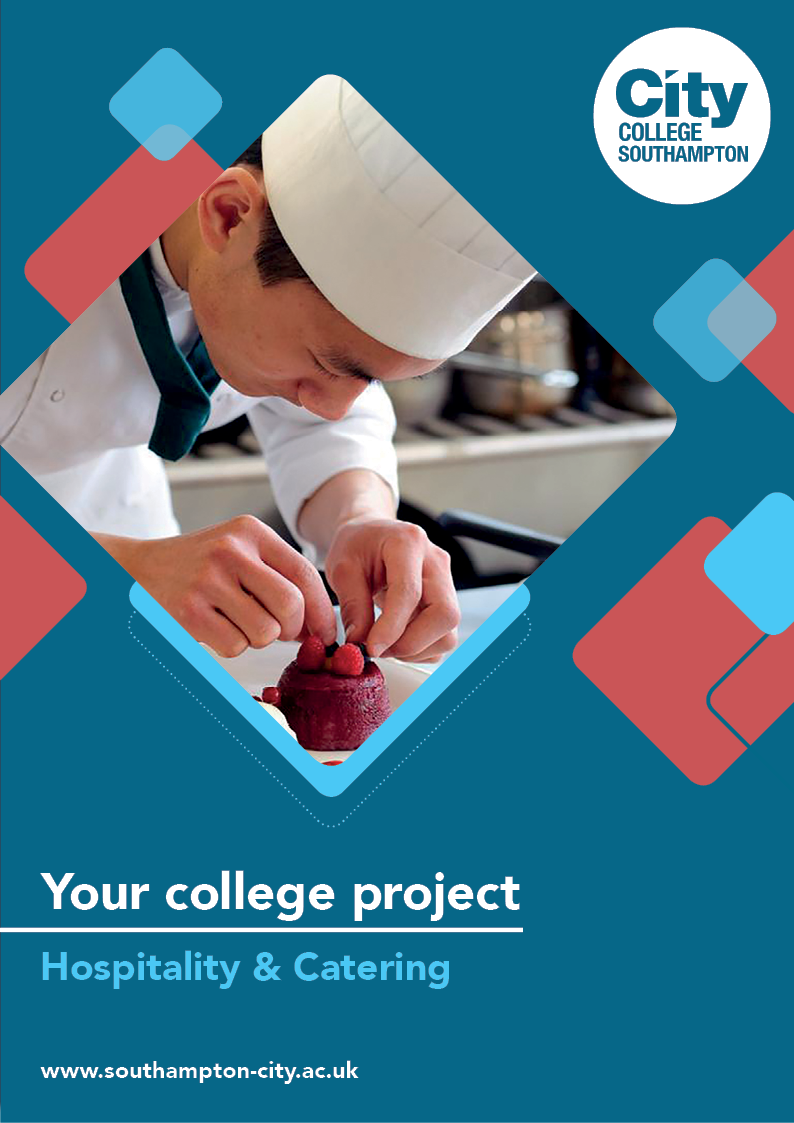 City
COLLEGE
SOUTHAMPTON
Your college project
Hospitality & Catering
www.southampton-city.ac.uk